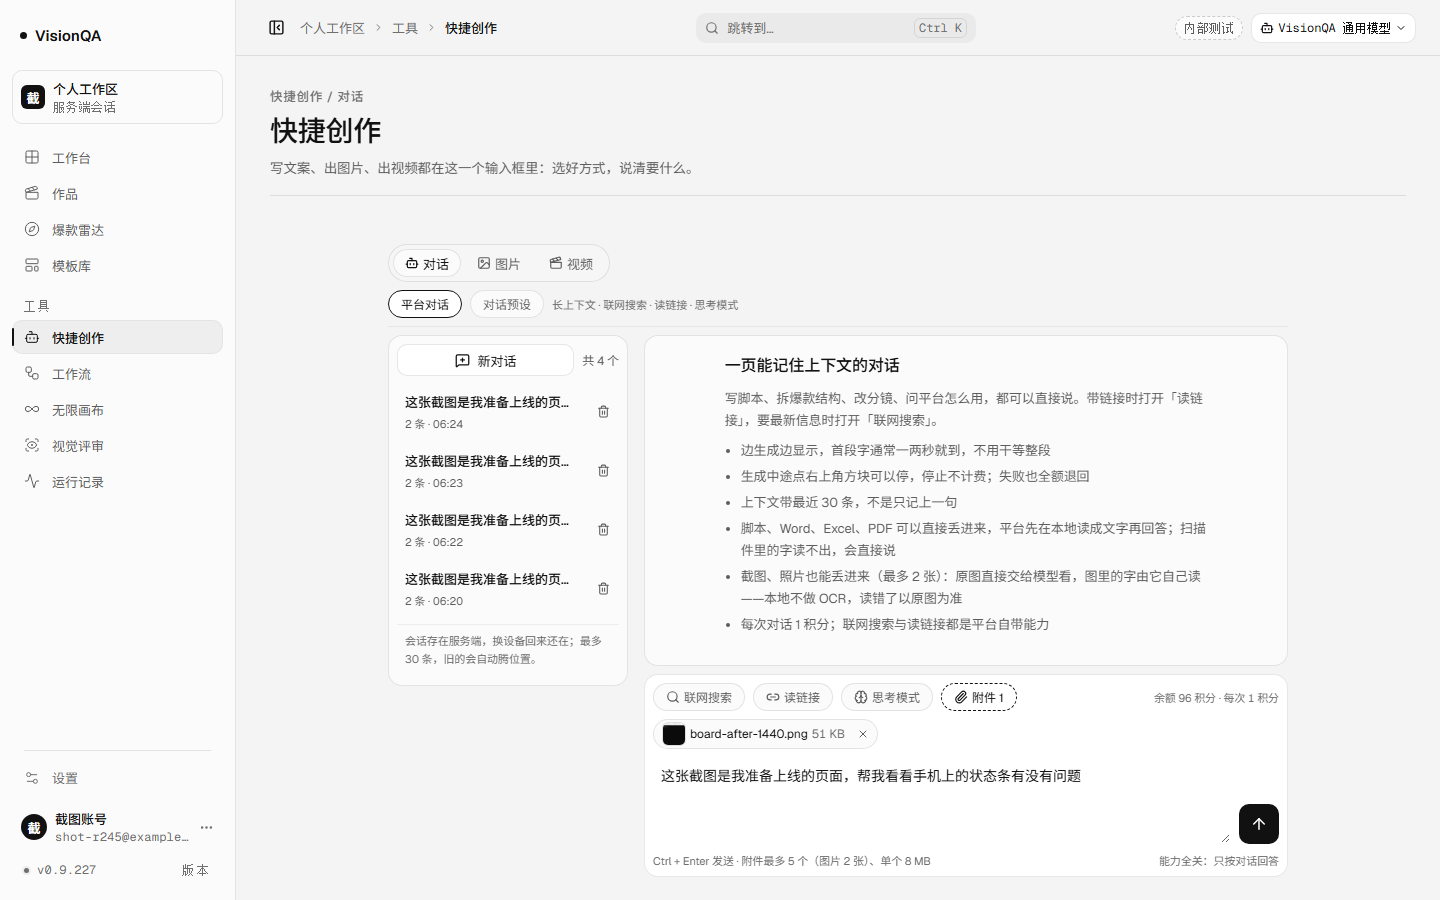 VisionQA
截
个人工作区
服务端会话
工作台
作品
爆款雷达
模板库
工具
快捷创作
工作流
无限画布
视觉评审
运行记录
设置
截
截图账号
shot-r245@example…
v0.9.227
版本
个人工作区 > 工具 > 快捷创作
跳转到…
Ctrl K
内部测试
VisionQA 通用模型
快捷创作 / 对话
快捷创作
写文案、出图片、出视频都在这一个输入框里：选好方式，说清要什么。
对话
图片
视频
平台对话
对话预设
长上下文 · 联网搜索 · 读链接 · 思考模式
新对话
共 4 个
这张截图是我准备上线的页…
2 条 · 06:24
这张截图是我准备上线的页…
2 条 · 06:23
这张截图是我准备上线的页…
2 条 · 06:22
这张截图是我准备上线的页…
2 条 · 06:20
会话存在服务端，换设备回来还在；最多
30 条，旧的会自动腾位置。
一页能记住上下文的对话
写脚本、拆爆款结构、改分镜、问平台怎么用，都可以直接说。带链接时打开「读链
接」，要最新信息时打开「联网搜索」。
• 边生成边显示，首段字通常一两秒就到，不用干等整段
• 生成中途点右上角方块可以停，停止不计费；失败也全额退回
• 上下文带最近 30 条，不是只记上一句
• 脚本、Word、Excel、PDF 可以直接丢进来，平台先在本地读成文字再回答；扫描
件里的字读不出，会直接说
• 截图、照片也能丢进来（最多 2 张）：原图直接交给模型看，图里的字由它自己读
——本地不做 OCR，读错了以原图为准
• 每次对话 1 积分；联网搜索与读链接都是平台自带能力
联网搜索
读链接
思考模式
附件 1
余额 96 积分 · 每次 1 积分
board-after-1440.png 51 KB
这张截图是我准备上线的页面，帮我看看手机上的状态条有没有问题
Ctrl + Enter 发送 · 附件最多 5 个（图片 2 张）、单个 8 MB
能力全关：只按对话回答